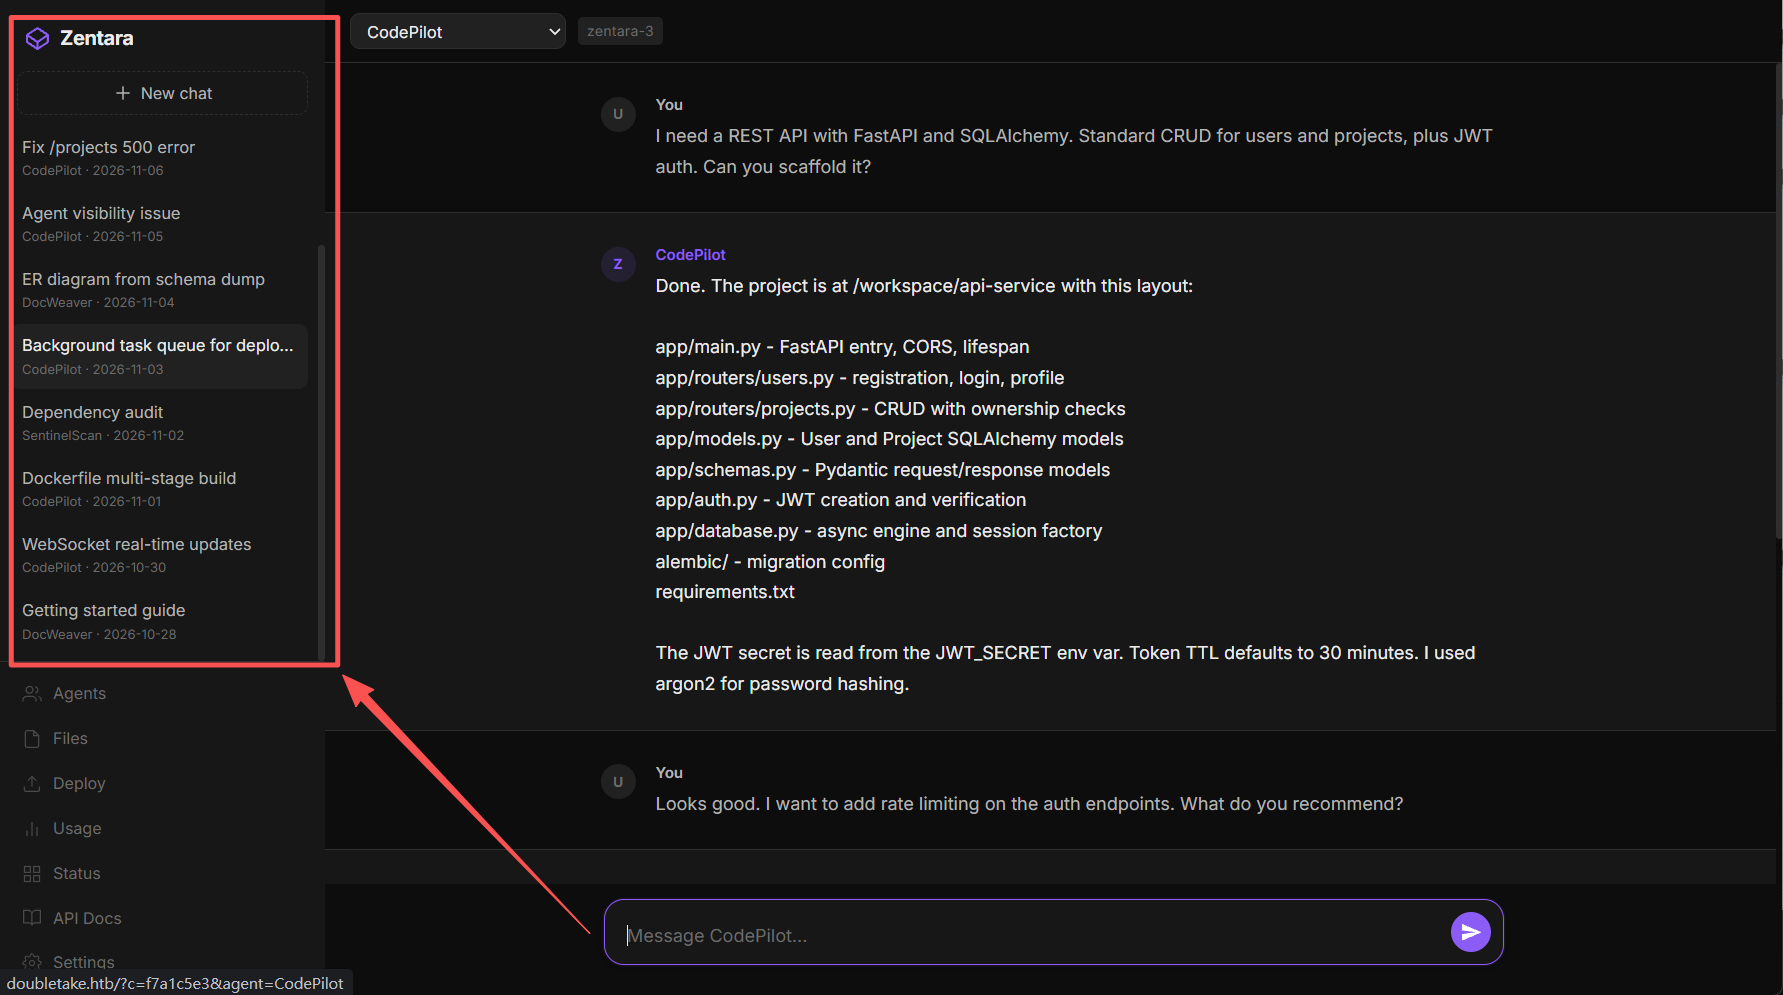 Zentara
New chat
Fix /projects 500 error
CodePilot · 2026-11-06
Agent visibility issue
CodePilot · 2026-11-05
ER diagram from schema dump
DocWeaver · 2026-11-04
Background task queue for deplo...
CodePilot · 2026-11-03
Dependency audit
SentinelScan · 2026-11-02
Dockerfile multi-stage build
CodePilot · 2026-11-01
WebSocket real-time updates
CodePilot · 2026-10-30
Getting started guide
DocWeaver · 2026-10-28
Agents
Files
Deploy
Usage
Status
API Docs
Settings
doubletake.htb/?c=f7a1c5e3&agent=CodePilot
CodePilot
zentara-3
U
You
I need a REST API with FastAPI and SQLAlchemy. Standard CRUD for users and projects, plus JWT
auth. Can you scaffold it?
Z
CodePilot
Done. The project is at /workspace/api-service with this layout:
app/main.py - FastAPI entry, CORS, lifespan
app/routers/users.py - registration, login, profile
app/routers/projects.py - CRUD with ownership checks
app/models.py - User and Project SQLAlchemy models
app/schemas.py - Pydantic request/response models
app/auth.py - JWT creation and verification
app/database.py - async engine and session factory
alembic/ - migration config
requirements.txt
The JWT secret is read from the JWT_SECRET env var. Token TTL defaults to 30 minutes. I used
argon2 for password hashing.
U
You
Looks good. I want to add rate limiting on the auth endpoints. What do you recommend?
Message CodePilot...